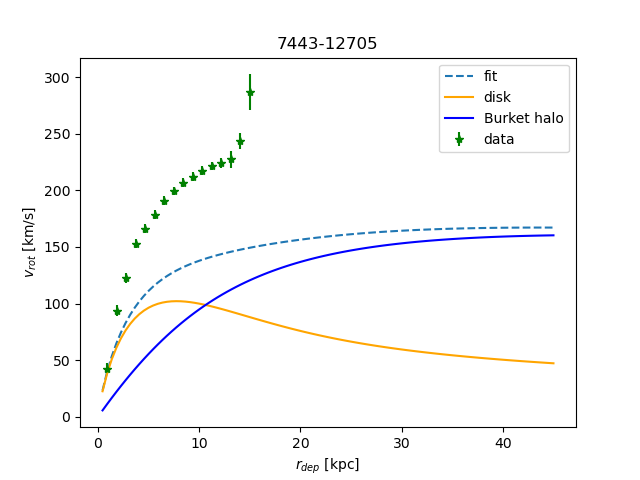 7443-12705
300
250
200
150
100
50
0
v_rot [km/s]
fit
disk
Burket halo
data
0 10 20 30 40
r_dep [kpc]